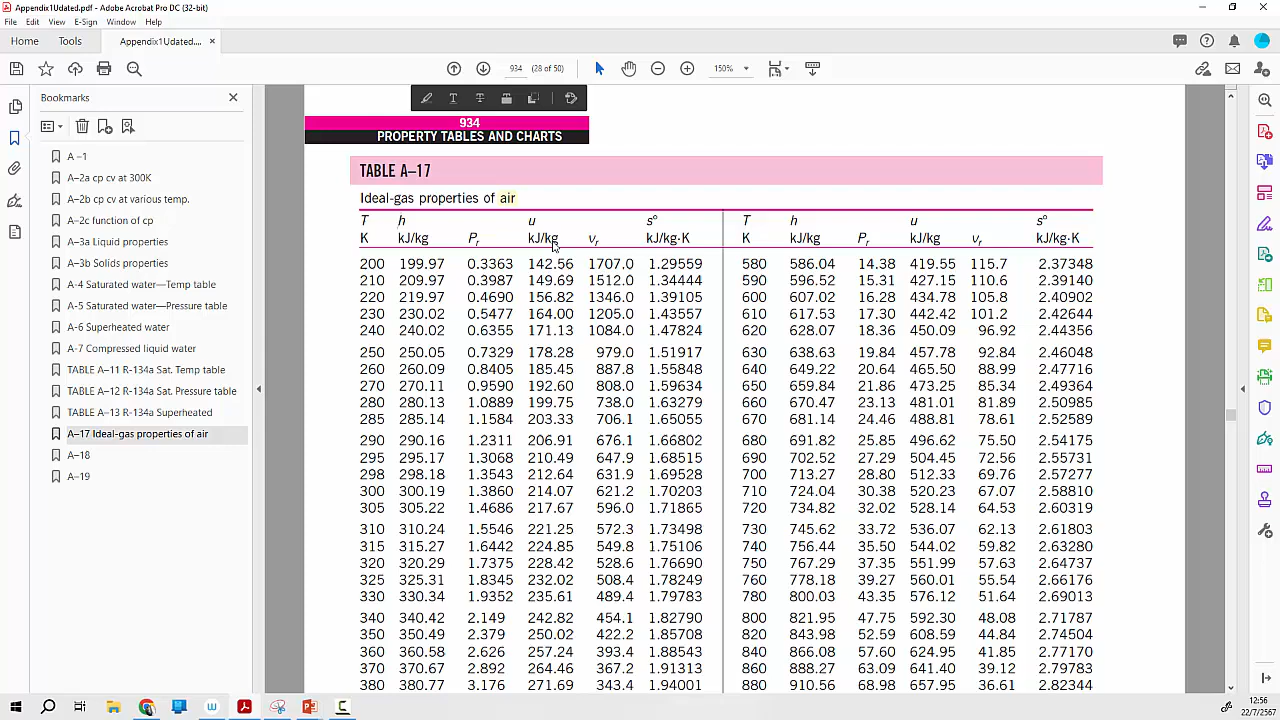 Appendix1Udated.pdf - Adobe Acrobat Pro DC (32-bit)
File Edit View E-Sign Window Help
Home Tools Appendix1Udated.... ×
934 (28 of 50) 150%
Bookmarks
A –1
A–2a cp cv at 300K
A–2b cp cv at various temp.
A–2c function of cp
A–3a Liquid properties
A–3b Solids properties
A-4 Saturated water—Temp table
A-5 Saturated water—Pressure table
A-6 Superheated water
A-7 Compressed liquid water
TABLE A–11 R-134a Sat. Temp table
TABLE A–12 R-134a Sat. Pressure table
TABLE A–13 R-134a Superheated
A–17 Ideal-gas properties of air
A–18
A–19
934
PROPERTY TABLES AND CHARTS
TABLE A–17
Ideal-gas properties of air
T h u s° T h u s°
K kJ/kg Pr kJ/kg vr kJ/kg·K K kJ/kg Pr kJ/kg vr kJ/kg·K
200 199.97 0.3363 142.56 1707.0 1.29559 580 586.04 14.38 419.55 115.7 2.37348
210 209.97 0.3987 149.69 1512.0 1.34444 590 596.52 15.31 427.15 110.6 2.39140
220 219.97 0.4690 156.82 1346.0 1.39105 600 607.02 16.28 434.78 105.8 2.40902
230 230.02 0.5477 164.00 1205.0 1.43557 610 617.53 17.30 442.42 101.2 2.42644
240 240.02 0.6355 171.13 1084.0 1.47824 620 628.07 18.36 450.09 96.92 2.44356
250 250.05 0.7329 178.28 979.0 1.51917 630 638.63 19.84 457.78 92.84 2.46048
260 260.09 0.8405 185.45 887.8 1.55848 640 649.22 20.64 465.50 88.99 2.47716
270 270.11 0.9590 192.60 808.0 1.59634 650 659.84 21.86 473.25 85.34 2.49364
280 280.13 1.0889 199.75 738.0 1.63279 660 670.47 23.13 481.01 81.89 2.50985
285 285.14 1.1584 203.33 706.1 1.65055 670 681.14 24.46 488.81 78.61 2.52589
290 290.16 1.2311 206.91 676.1 1.66802 680 691.82 25.85 496.62 75.50 2.54175
295 295.17 1.3068 210.49 647.9 1.68515 690 702.52 27.29 504.45 72.56 2.55731
298 298.18 1.3543 212.64 631.9 1.69528 700 713.27 28.80 512.33 69.76 2.57277
300 300.19 1.3860 214.07 621.2 1.70203 710 724.04 30.38 520.23 67.07 2.58810
305 305.22 1.4686 217.67 596.0 1.71865 720 734.82 32.02 528.14 64.53 2.60319
310 310.24 1.5546 221.25 572.3 1.73498 730 745.62 33.72 536.07 62.13 2.61803
315 315.27 1.6442 224.85 549.8 1.75106 740 756.44 35.50 544.02 59.82 2.63280
320 320.29 1.7375 228.42 528.6 1.76690 750 767.29 37.35 551.99 57.63 2.64737
325 325.31 1.8345 232.02 508.4 1.78249 760 778.18 39.27 560.01 55.54 2.66176
330 330.34 1.9352 235.61 489.4 1.79783 780 800.03 43.35 576.12 51.64 2.69013
340 340.42 2.149 242.82 454.1 1.82790 800 821.95 47.75 592.30 48.08 2.71787
350 350.49 2.379 250.02 422.2 1.85708 820 843.98 52.59 608.59 44.84 2.74504
360 360.58 2.626 257.24 393.4 1.88543 840 866.08 57.60 624.95 41.85 2.77170
370 370.67 2.892 264.46 367.2 1.91313 860 888.27 63.09 641.40 39.12 2.79783
380 380.77 3.176 271.69 343.4 1.94001 880 910.56 68.98 657.95 36.61 2.82344
12:56
22/7/2567